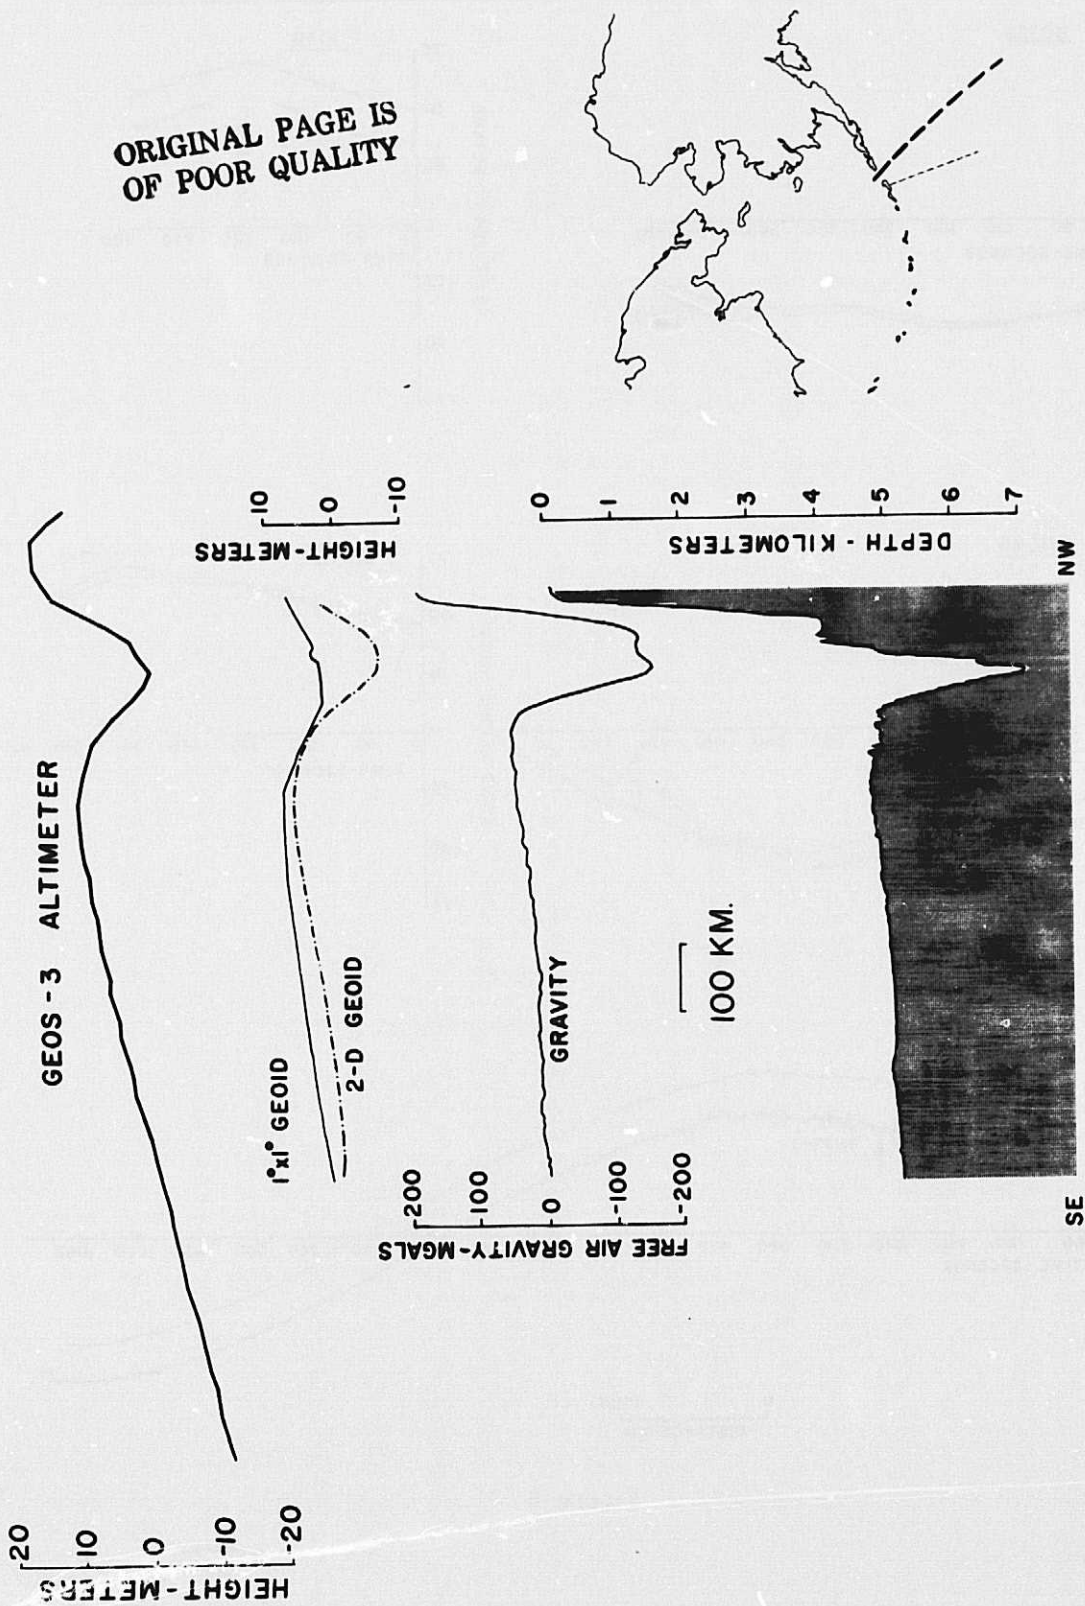 ORIGINAL PAGE IS
OF POOR QUALITY
GEOS-3 ALTIMETER
20
10
0
-10
-20
HEIGHT-METERS
1°x1° GEOID
2-D GEOID
10
0
-10
HEIGHT-METERS
200
100
0
-100
-200
FREE AIR GRAVITY-MGALS
GRAVITY
100 KM.
0
1
2
3
4
5
6
7
DEPTH - KILOMETERS
SE
NW